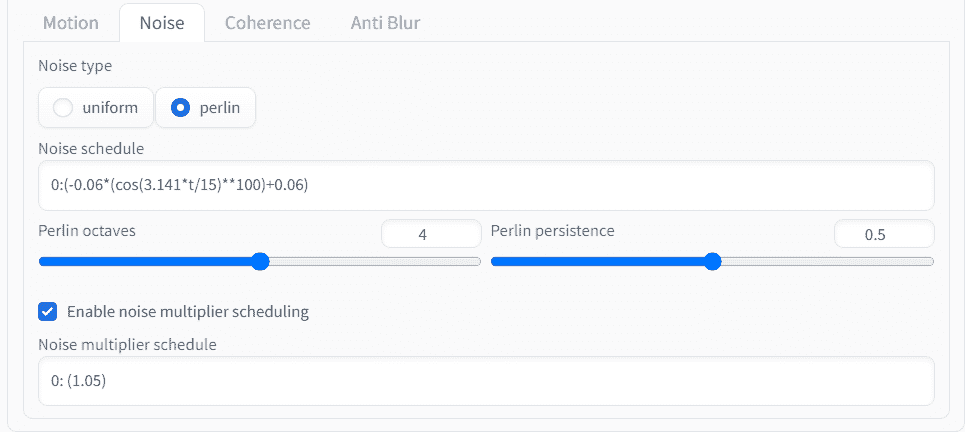 Motion Noise Coherence Anti Blur
Noise type
uniform perlin
Noise schedule
0:(-0.06*(cos(3.141*t/15)**100)+0.06)
Perlin octaves 4 Perlin persistence 0.5
Enable noise multiplier scheduling
Noise multiplier schedule
0: (1.05)